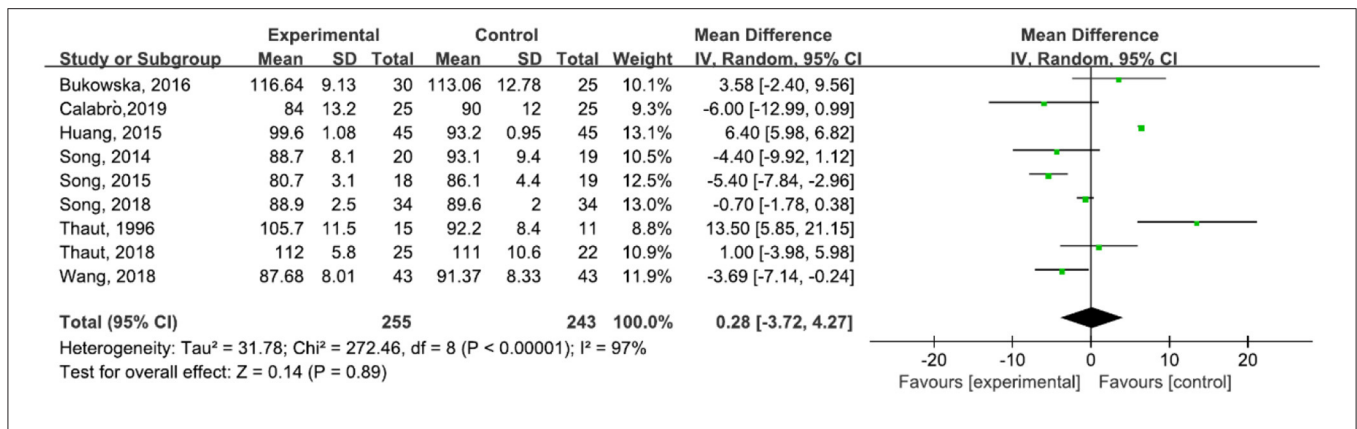 Experimental Control Mean Difference Mean Difference
Study or Subgroup Mean SD Total Mean SD Total Weight IV, Random, 95% CI IV, Random, 95% CI
Bukowska, 2016 116.64 9.13 30 113.06 12.78 25 10.1% 3.58 [-2.40, 9.56]
Calabrò,2019 84 13.2 25 90 12 25 9.3% -6.00 [-12.99, 0.99]
Huang, 2015 99.6 1.08 45 93.2 0.95 45 13.1% 6.40 [5.98, 6.82]
Song, 2014 88.7 8.1 20 93.1 9.4 19 10.5% -4.40 [-9.92, 1.12]
Song, 2015 80.7 3.1 18 86.1 4.4 19 12.5% -5.40 [-7.84, -2.96]
Song, 2018 88.9 2.5 34 89.6 2 34 13.0% -0.70 [-1.78, 0.38]
Thaut, 1996 105.7 11.5 15 92.2 8.4 11 8.8% 13.50 [5.85, 21.15]
Thaut, 2018 112 5.8 25 111 10.6 22 9.9% 1.00 [-3.98, 5.98]
Wang, 2018 87.68 8.01 43 91.37 8.33 43 11.9% -3.69 [-7.14, -0.24]
Total (95% CI) 255 243 100.0% 0.28 [-3.72, 4.27]
Heterogeneity: Tau² = 31.78; Chi² = 272.46, df = 8 (P < 0.00001); I² = 97%
Test for overall effect: Z = 0.14 (P = 0.89)
-20 -10 0 10 20
Favours [experimental] Favours [control]